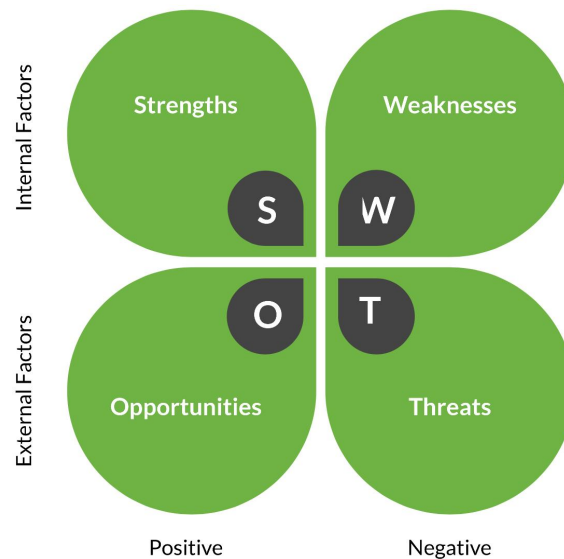 Internal Factors
Strengths
Weaknesses
S
W
External Factors
O
T
Opportunities
Threats
Positive
Negative